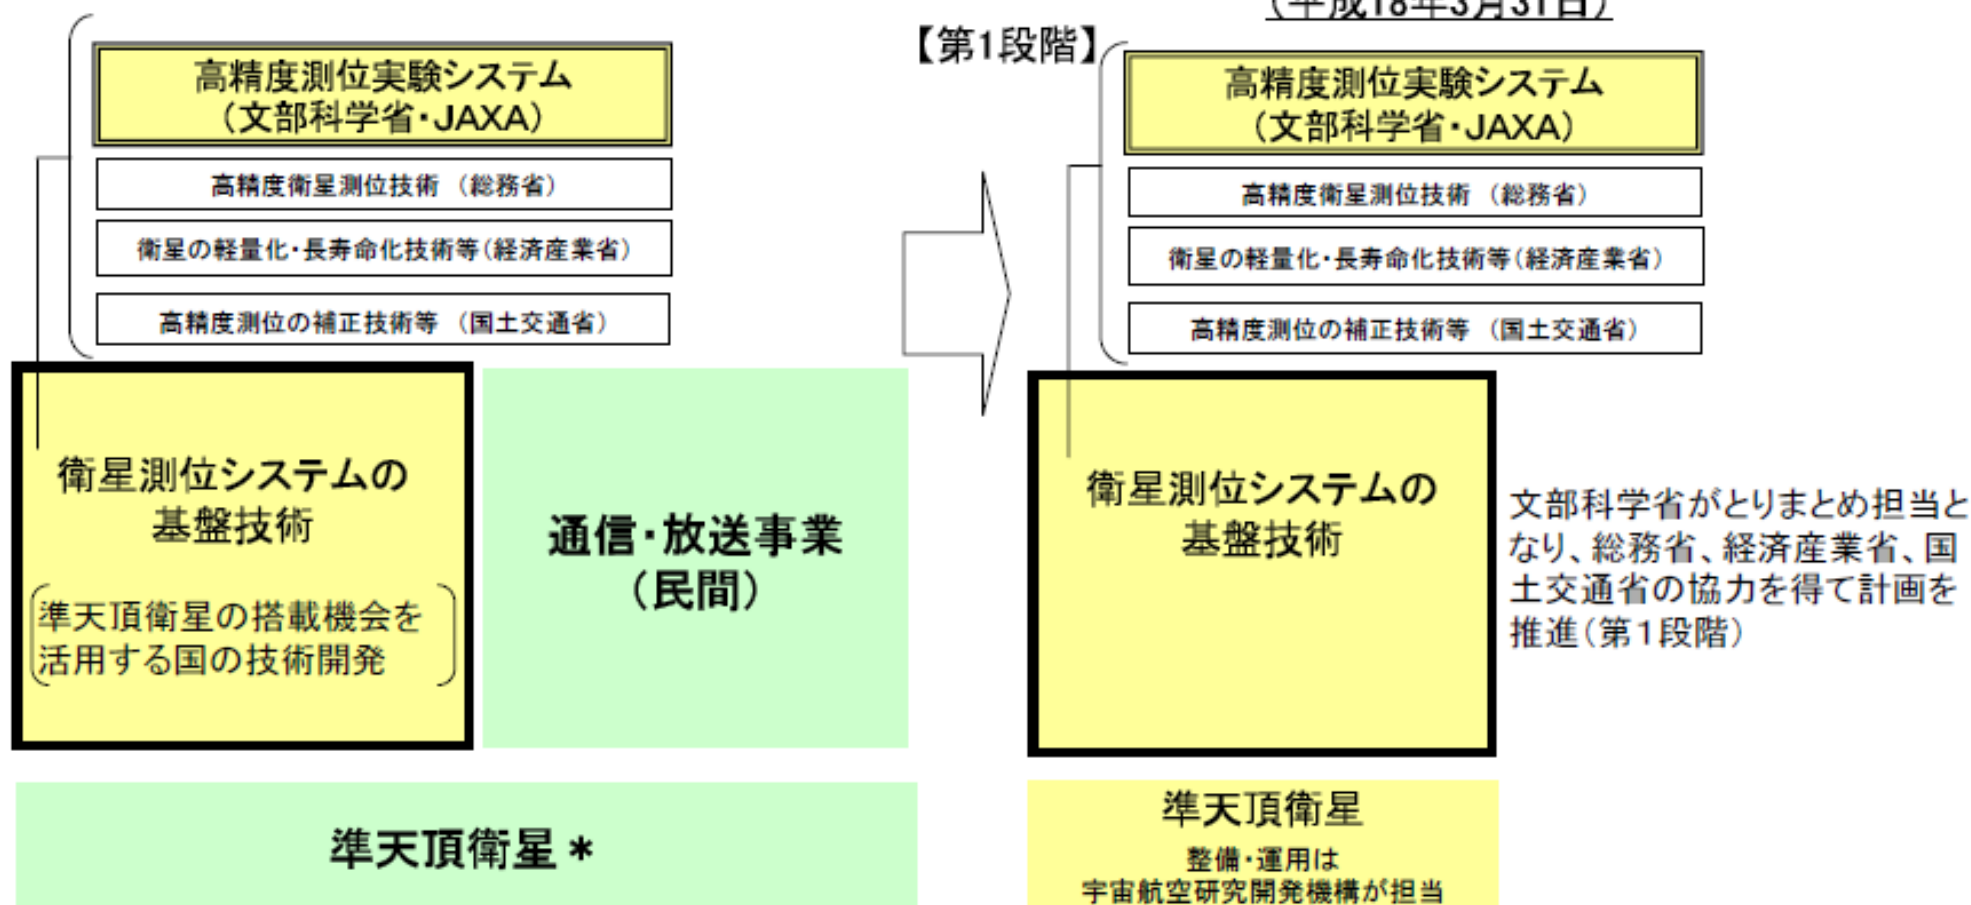 高精度測位実験システム
(文部科学省・JAXA)
高精度衛星測位技術 (総務省)
衛星の軽量化・長寿命化技術等(経済産業省)
高精度測位の補正技術等 (国土交通省)
衛星測位システムの
基盤技術
準天頂衛星の搭載機会を
活用する国の技術開発
通信・放送事業
(民間)
準天頂衛星*
(平成18年3月31日)
【第1段階】
高精度測位実験システム
(文部科学省・JAXA)
高精度衛星測位技術 (総務省)
衛星の軽量化・長寿命化技術等(経済産業省)
高精度測位の補正技術等 (国土交通省)
衛星測位システムの
基盤技術
文部科学省がとりまとめ担当と
なり、総務省、経済産業省、国
土交通省の協力を得て計画を
推進(第1段階)
準天頂衛星
整備・運用は
宇宙航空研究開発機構が担当